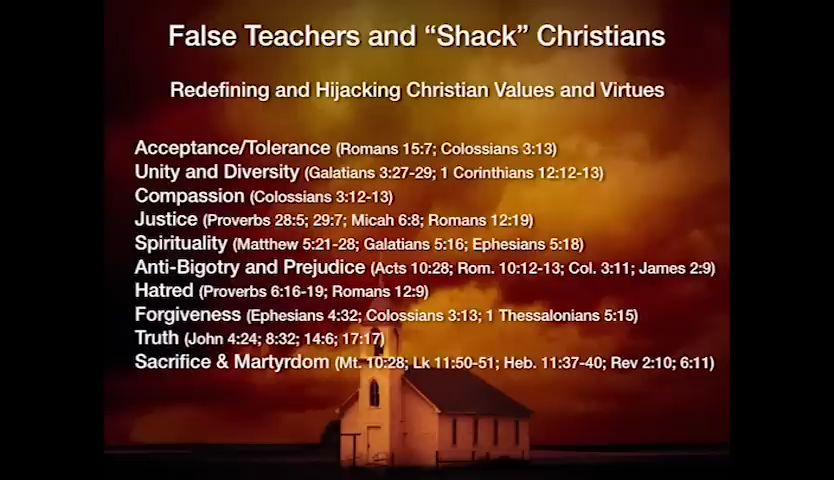 False Teachers and “Shack” Christians
Redefining and Hijacking Christian Values and Virtues
Acceptance/Tolerance (Romans 15:7; Colossians 3:13)
Unity and Diversity (Galatians 3:27-29; 1 Corinthians 12:12-13)
Compassion (Colossians 3:12-13)
Justice (Proverbs 28:5; 29:7; Micah 6:8; Romans 12:19)
Spirituality (Matthew 5:21-28; Galatians 5:16; Ephesians 5:18)
Anti-Bigotry and Prejudice (Acts 10:28; Rom. 10:12-13; Col. 3:11; James 2:9)
Hatred (Proverbs 6:16-19; Romans 12:9)
Forgiveness (Ephesians 4:32; Colossians 3:13; 1 Thessalonians 5:15)
Truth (John 4:24; 8:32; 14:6; 17:17)
Sacrifice & Martyrdom (Mt. 10:28; Lk 11:50-51; Heb. 11:37-40; Rev 2:10; 6:11)